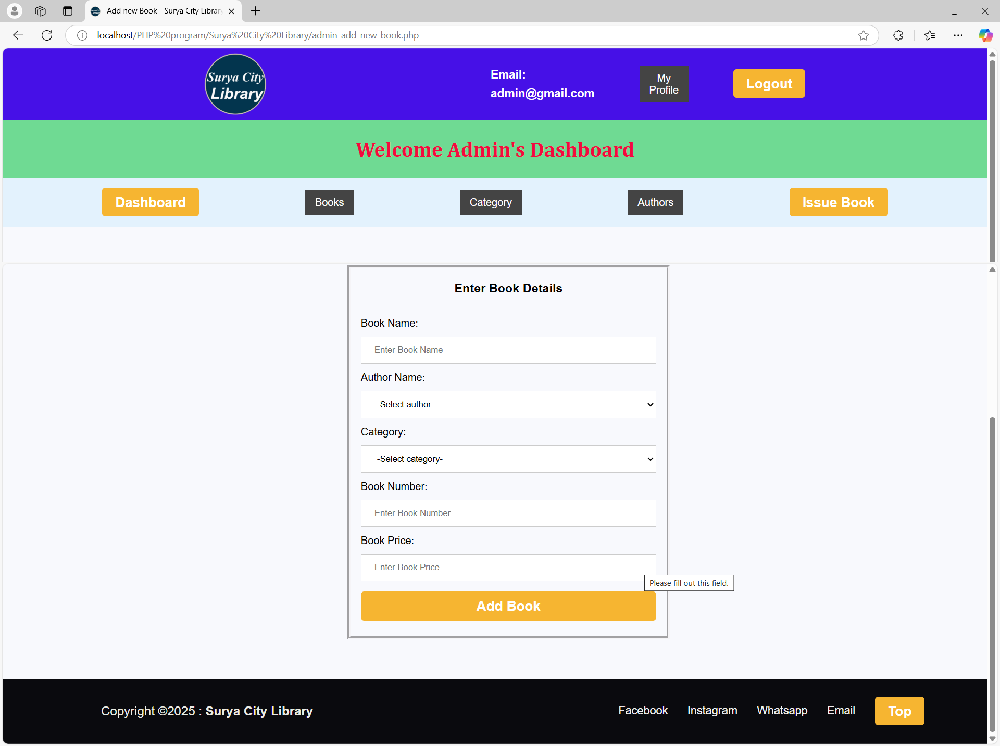 Add new Book - Surya City Librar
localhost/PHP%20program/Surya%20City%20Library/admin_add_new_book.php
Surya City
Library
Email:
admin@gmail.com
My
Profile
Logout
Welcome Admin's Dashboard
Dashboard
Books
Category
Authors
Issue Book
Enter Book Details
Book Name:
Enter Book Name
Author Name:
-Select author-
Category:
-Select category-
Book Number:
Enter Book Number
Book Price:
Enter Book Price
Please fill out this field.
Add Book
Copyright ©2025 : Surya City Library
Facebook
Instagram
Whatsapp
Email
Top